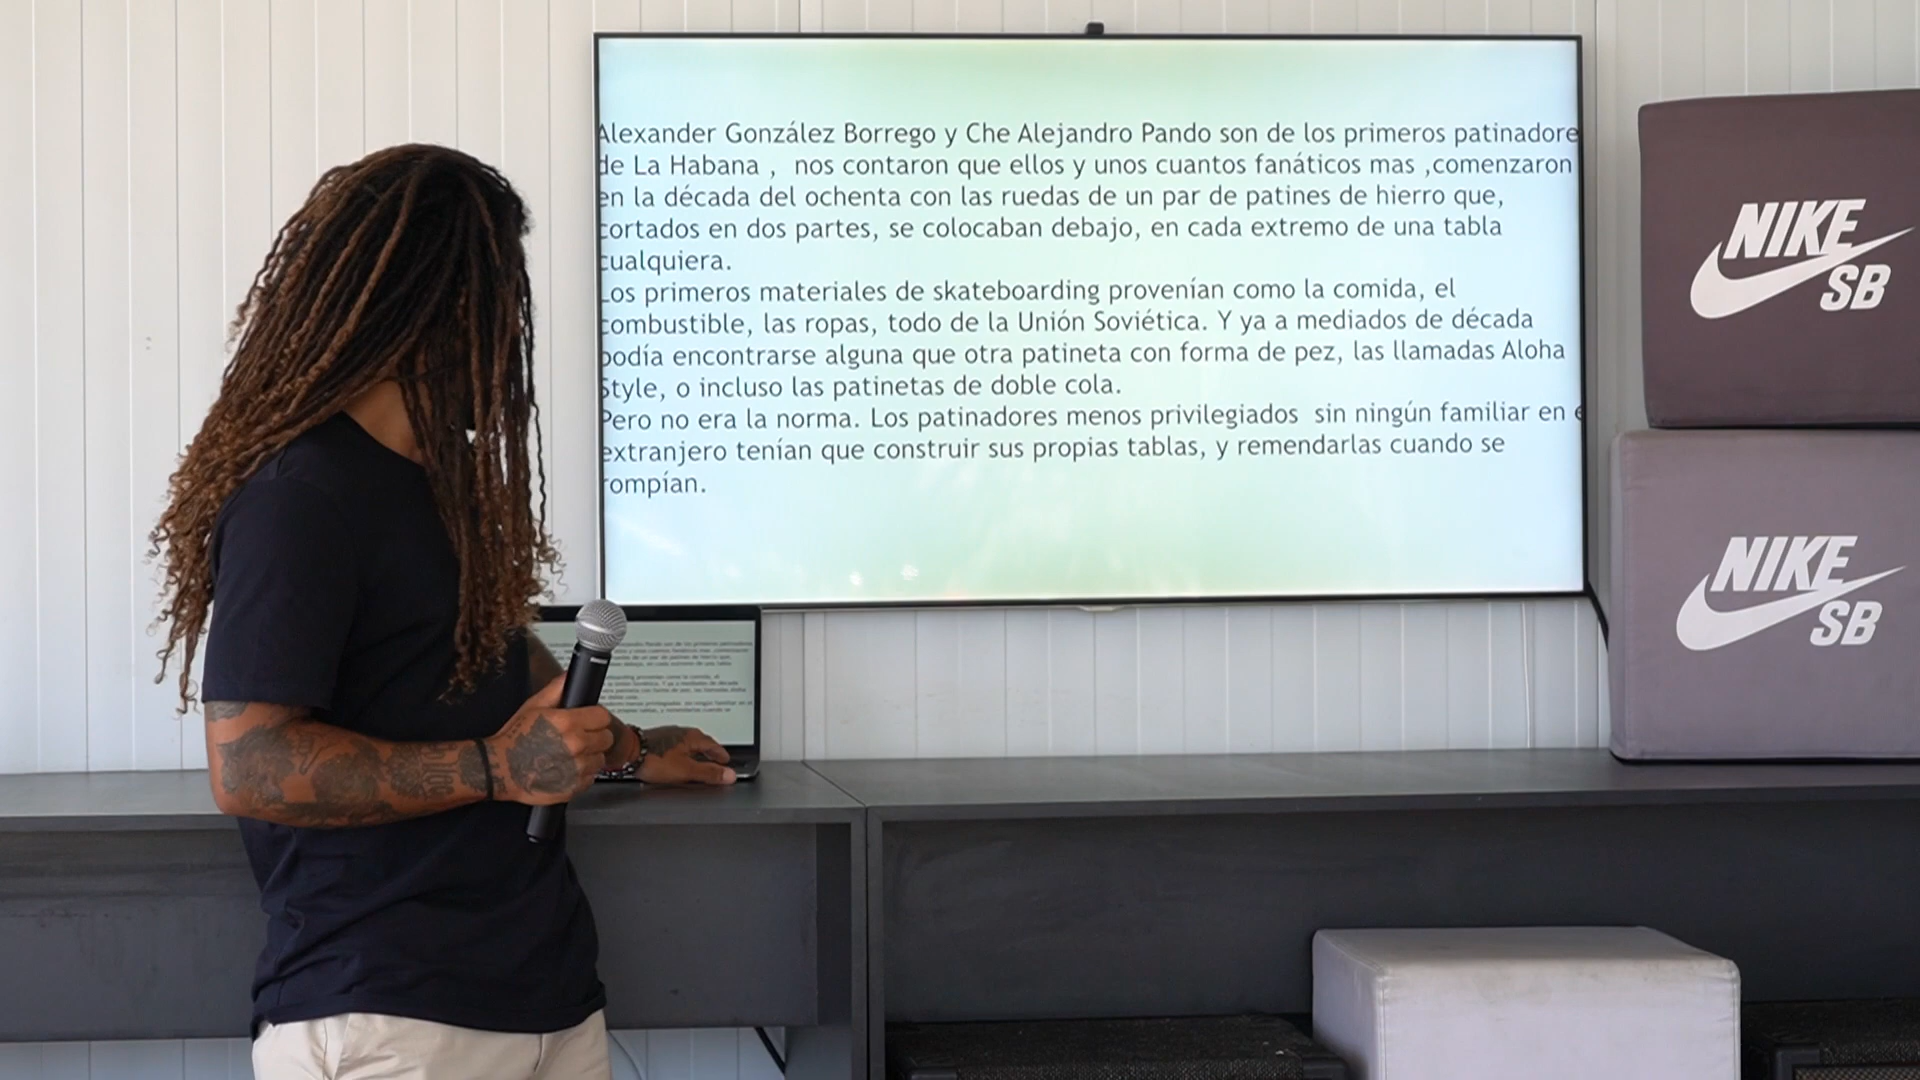 Alexander González Borrego y Che Alejandro Pando son de los primeros patinadore
de La Habana , nos contaron que ellos y unos cuantos fanáticos mas ,comenzaron
en la década del ochenta con las ruedas de un par de patines de hierro que,
cortados en dos partes, se colocaban debajo, en cada extremo de una tabla
cualquiera.
Los primeros materiales de skateboarding provenían como la comida, el
combustible, las ropas, todo de la Unión Soviética. Y ya a mediados de década
podía encontrarse alguna que otra patineta con forma de pez, las llamadas Aloha
Style, o incluso las patinetas de doble cola.
Pero no era la norma. Los patinadores menos privilegiados sin ningún familiar en e
extranjero tenían que construir sus propias tablas, y remendarlas cuando se
rompían.
NIKE
SB
NIKE
SB